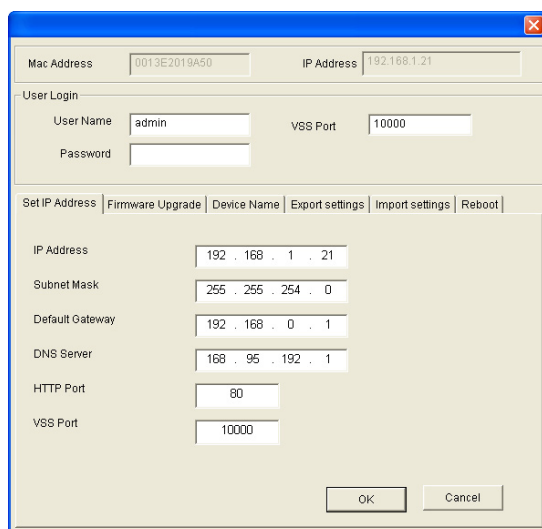 Mac Address 0013E2019A50 IP Address 192.168.1.21
User Login
User Name admin VSS Port 10000
Password
Set IP Address Firmware Upgrade Device Name Export settings Import settings Reboot
IP Address 192 . 168 . 1 . 21
Subnet Mask 255 . 255 . 254 . 0
Default Gateway 192 . 168 . 0 . 1
DNS Server 168 . 95 . 192 . 1
HTTP Port 80
VSS Port 10000
OK Cancel